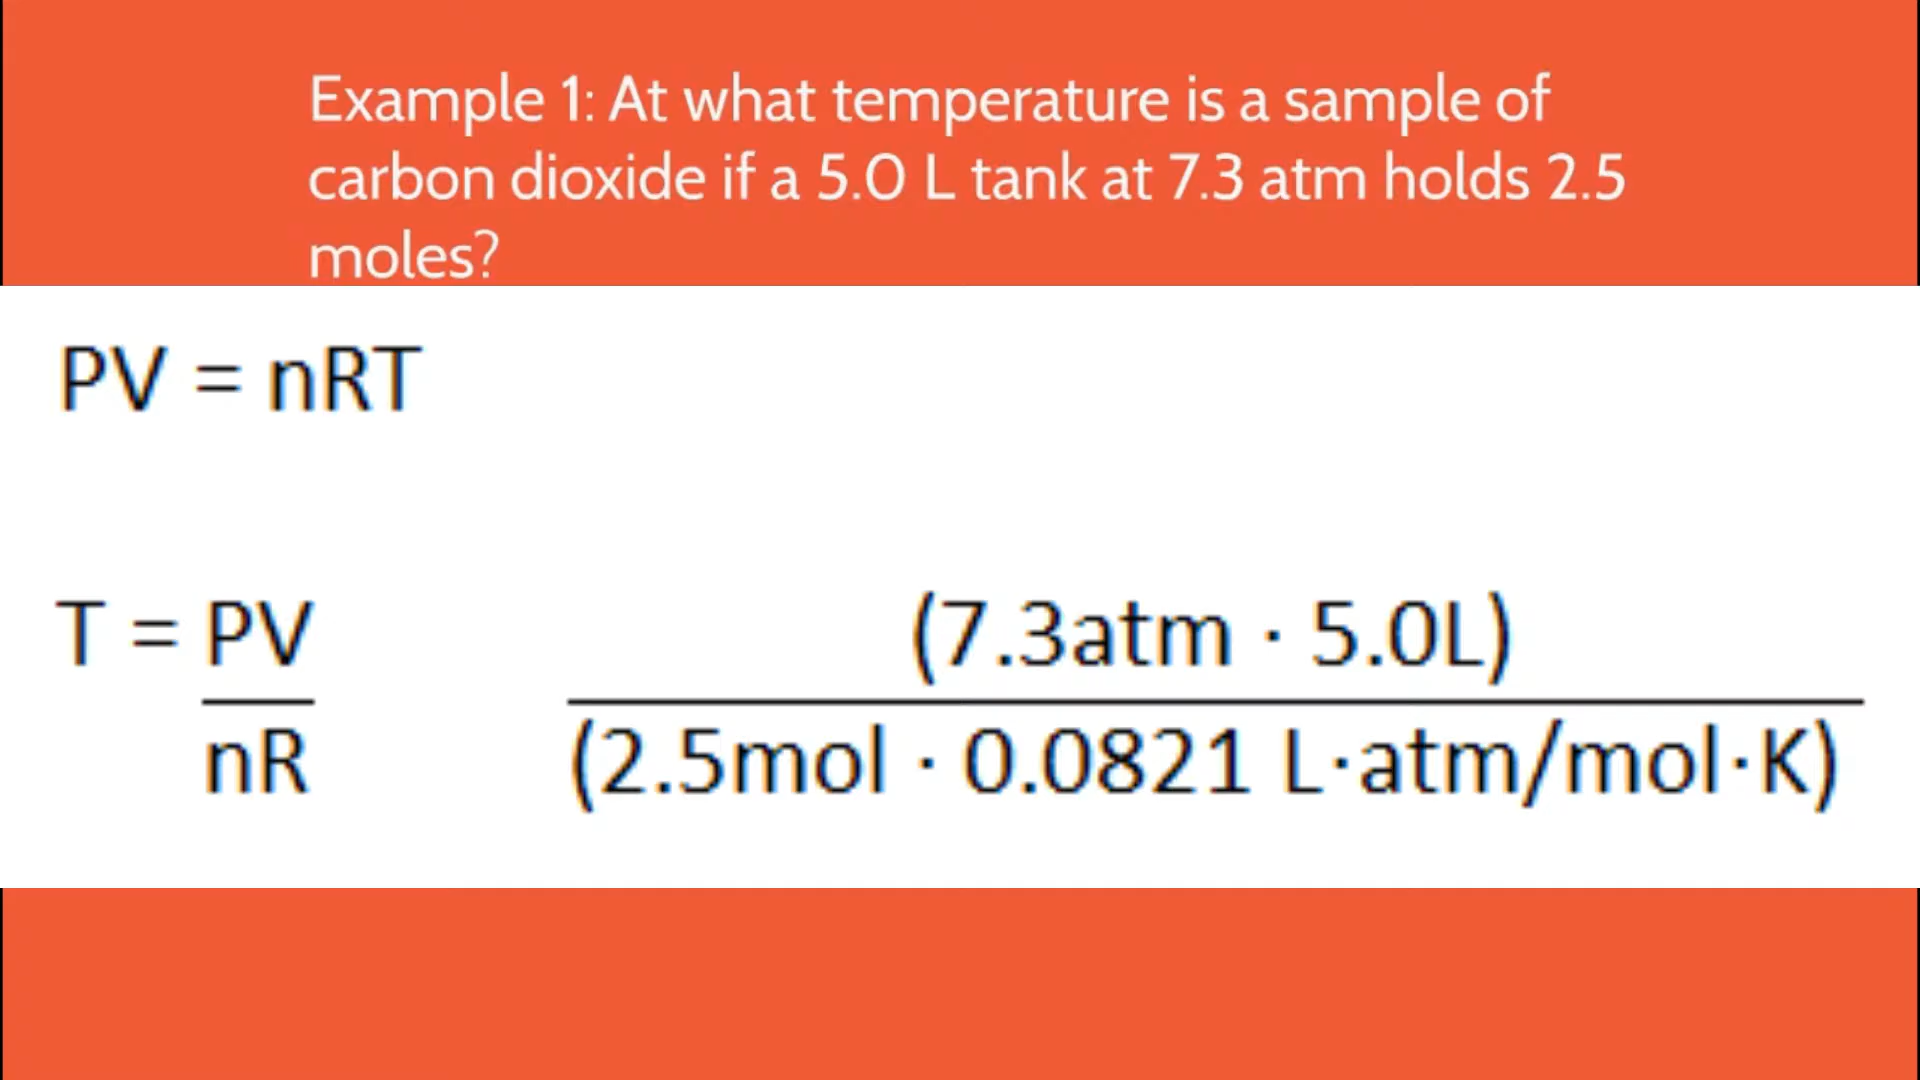 Example 1: At what temperature is a sample of
carbon dioxide if a 5.0 L tank at 7.3 atm holds 2.5
moles?
PV = nRT
T = PV
nR
(7.3atm · 5.0L)
(2.5mol · 0.0821 L·atm/mol·K)